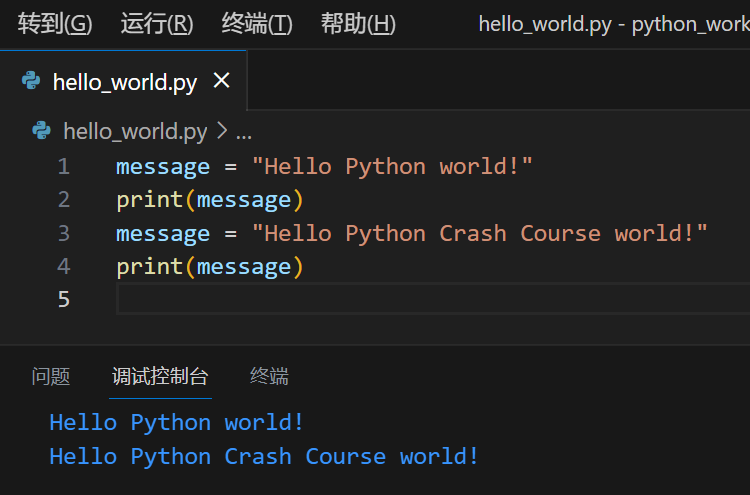 转到(G) 运行(R) 终端(T) 帮助(H) hello_world.py - python_work
hello_world.py ×
hello_world.py > ...
1 message = "Hello Python world!"
2 print(message)
3 message = "Hello Python Crash Course world!"
4 print(message)
5
问题 调试控制台 终端
Hello Python world!
Hello Python Crash Course world!